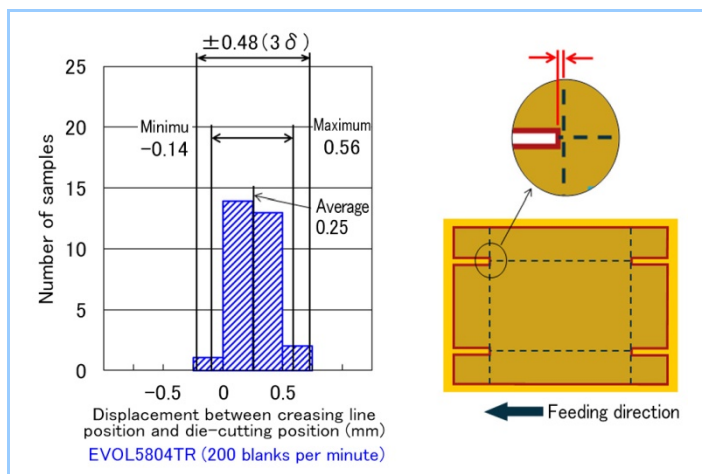 ±0.48(3δ)
25
20
15
10
5
0
Number of samples
Minimu
-0.14
Maximum
0.56
Average
0.25
-0.5
0
0.5
Displacement between creasing line
position and die-cutting position (mm)
EVOL5804TR (200 blanks per minute)
Feeding direction